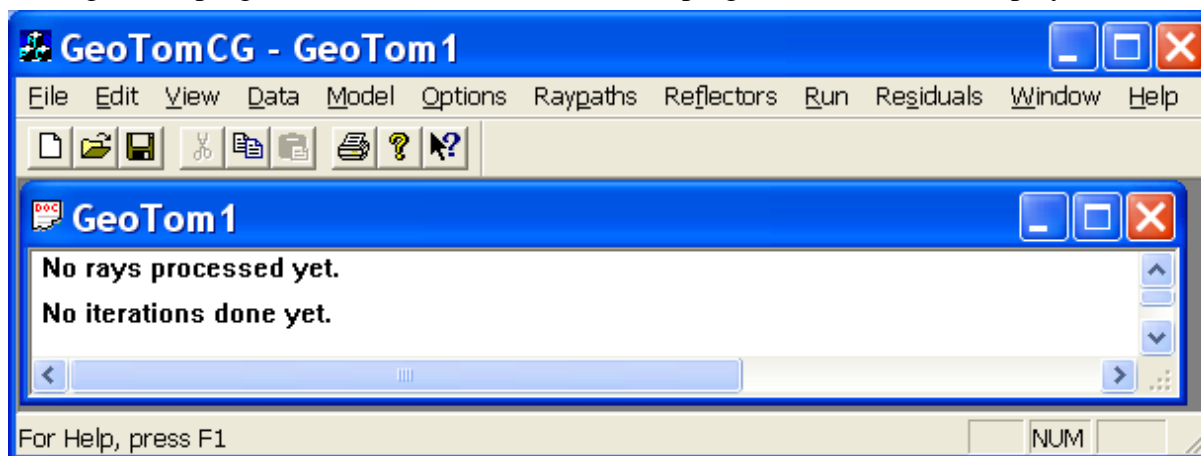 GeoTomCG - GeoTom1
File Edit View Data Model Options Raypaths Reflectors Run Residuals Window Help
GeoTom1
No rays processed yet.
No iterations done yet.
For Help, press F1 NUM